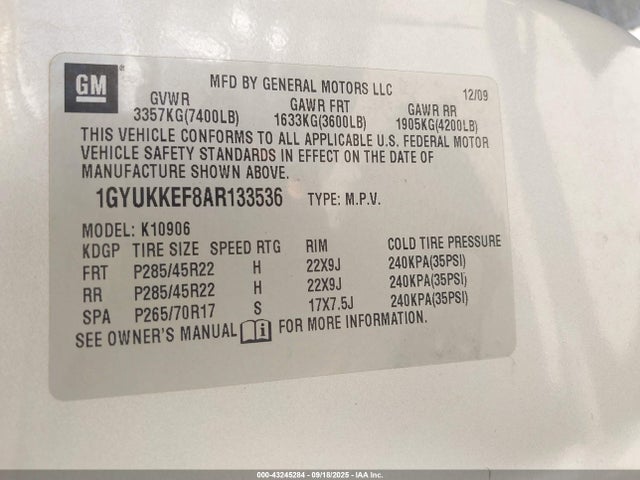 GM
MFD BY GENERAL MOTORS LLC 12/09
GVWR GAWR FRT GAWR RR
3357KG(7400LB) 1633KG(3600LB) 1905KG(4200LB)
THIS VEHICLE CONFORMS TO ALL APPLICABLE U.S. FEDERAL MOTOR
VEHICLE SAFETY STANDARDS IN EFFECT ON THE DATE OF
MANUFACTURE SHOWN ABOVE.
1GYUKKEF8AR133536 TYPE: M.P.V.
MODEL: K10906
KDGP TIRE SIZE SPEED RTG RIM COLD TIRE PRESSURE
FRT P285/45R22 H 22X9J 240KPA(35PSI)
RR P285/45R22 H 22X9J 240KPA(35PSI)
SPA P265/70R17 S 17X7.5J 240KPA(35PSI)
SEE OWNER'S MANUAL FOR MORE INFORMATION.
000-43245284 - 09/18/2025 - IAA Inc.